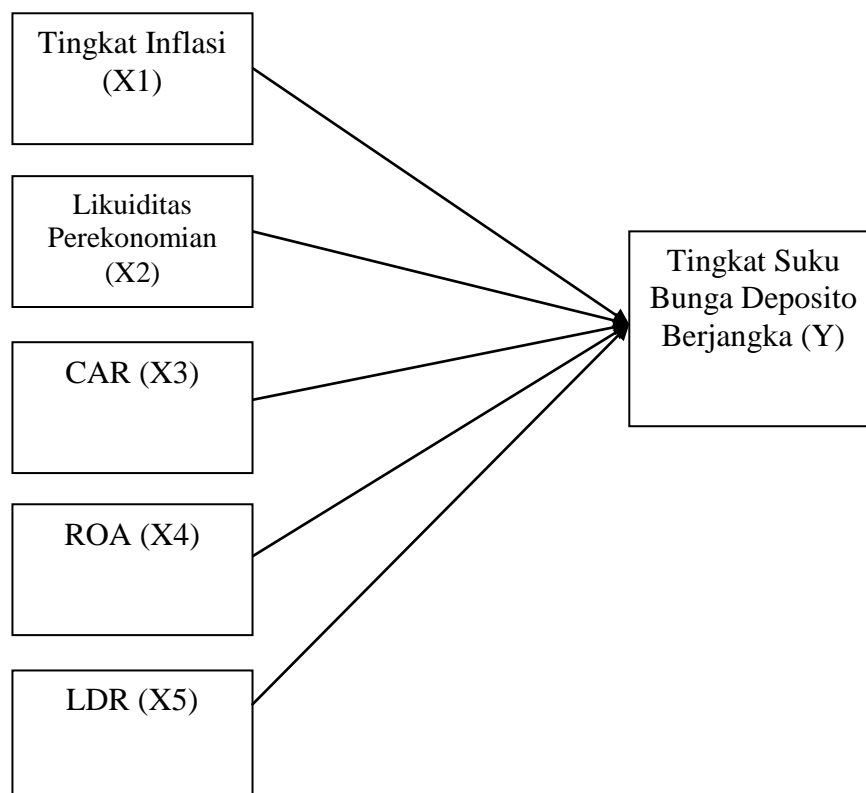 Tingkat Inflasi
(X1)
Likuiditas
Perekonomian
(X2)
CAR (X3)
ROA (X4)
LDR (X5)
Tingkat Suku
Bunga Deposito
Berjangka (Y)